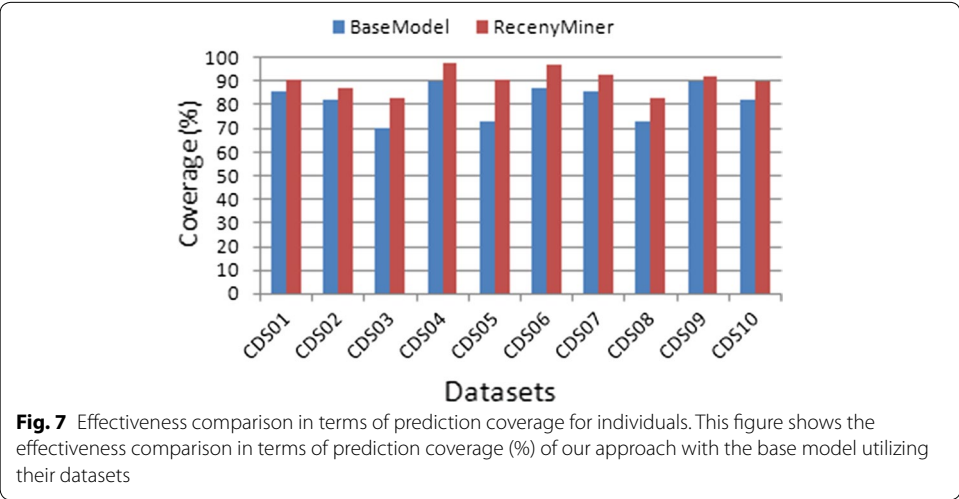 BaseModel RecenyMiner
100
90
80
70
60
50
40
30
20
10
0
Coverage(%)
CDS01 CDS02 CDS03 CDS04 CDS05 CDS06 CDS07 CDS08 CDS09 CDS10
Datasets
Fig. 7 Effectiveness comparison in terms of prediction coverage for individuals. This figure shows the
effectiveness comparison in terms of prediction coverage (%) of our approach with the base model utilizing
their datasets